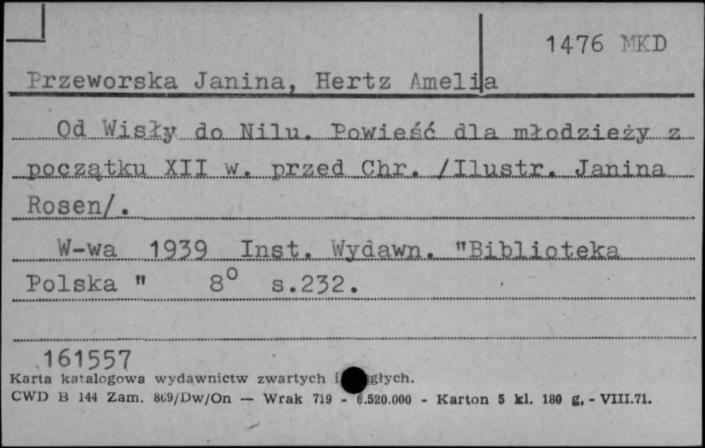 1476 MKD
Przeworska Janina, Hertz Amelia
Od Wisły do Nilu. Powieść dla młodzieży z
początku XII w. przed Chr. /Ilustr. Janina
Rosen/.
W-wa 1939 Inst. Wydawn. "Biblioteka
Polska " 8° s.232.
161557
Karta katalogowa wydawnictw zwartych głych.
CWD B 144 Zam. 869/Dw/On — Wrak 719 - 6.520.000 - Karton 5 kl. 180 g, - VIII.71.